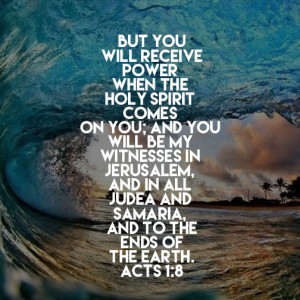 BUT YOU
WILL RECEIVE
POWER
WHEN THE
HOLY SPIRIT
COMES
ON YOU; AND YOU
WILL BE MY
WITNESSES IN
JERUSALEM,
AND IN ALL
JUDEA AND
SAMARIA,
AND TO THE
ENDS OF
THE EARTH.
ACTS 1:8